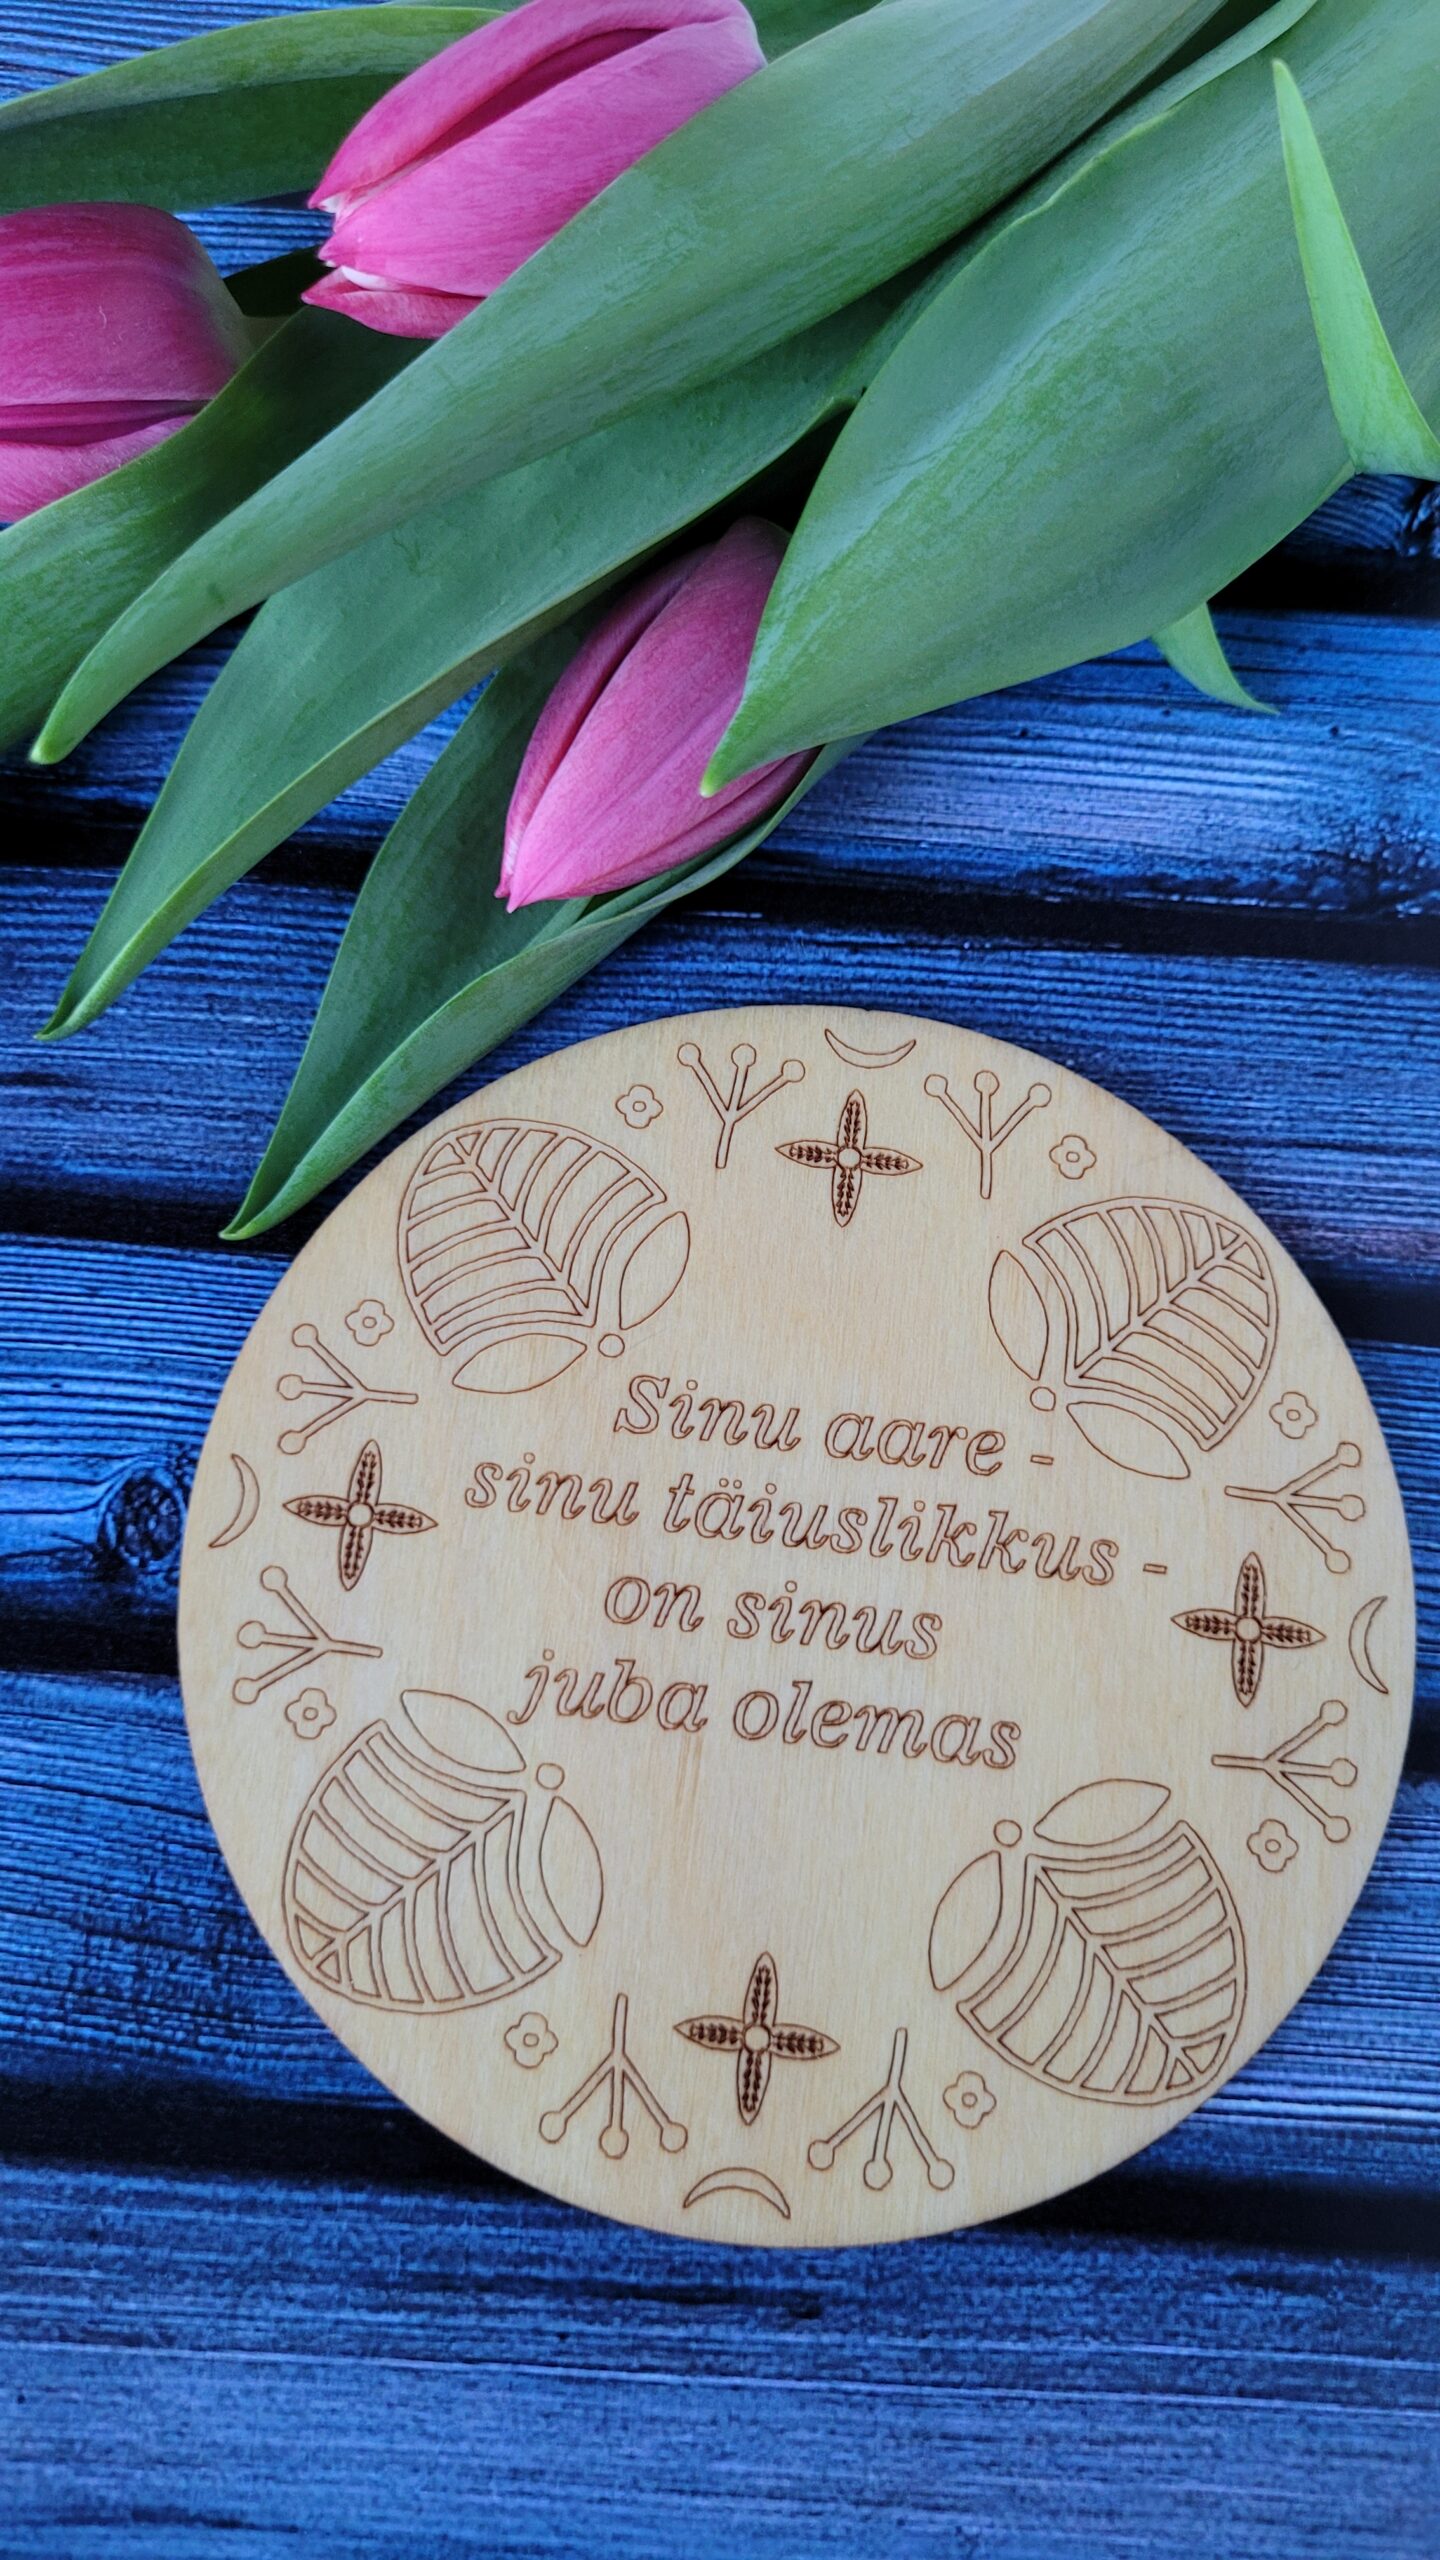 Sinu aare -
sinu täiuslikkus -
on sinus
juba olemas